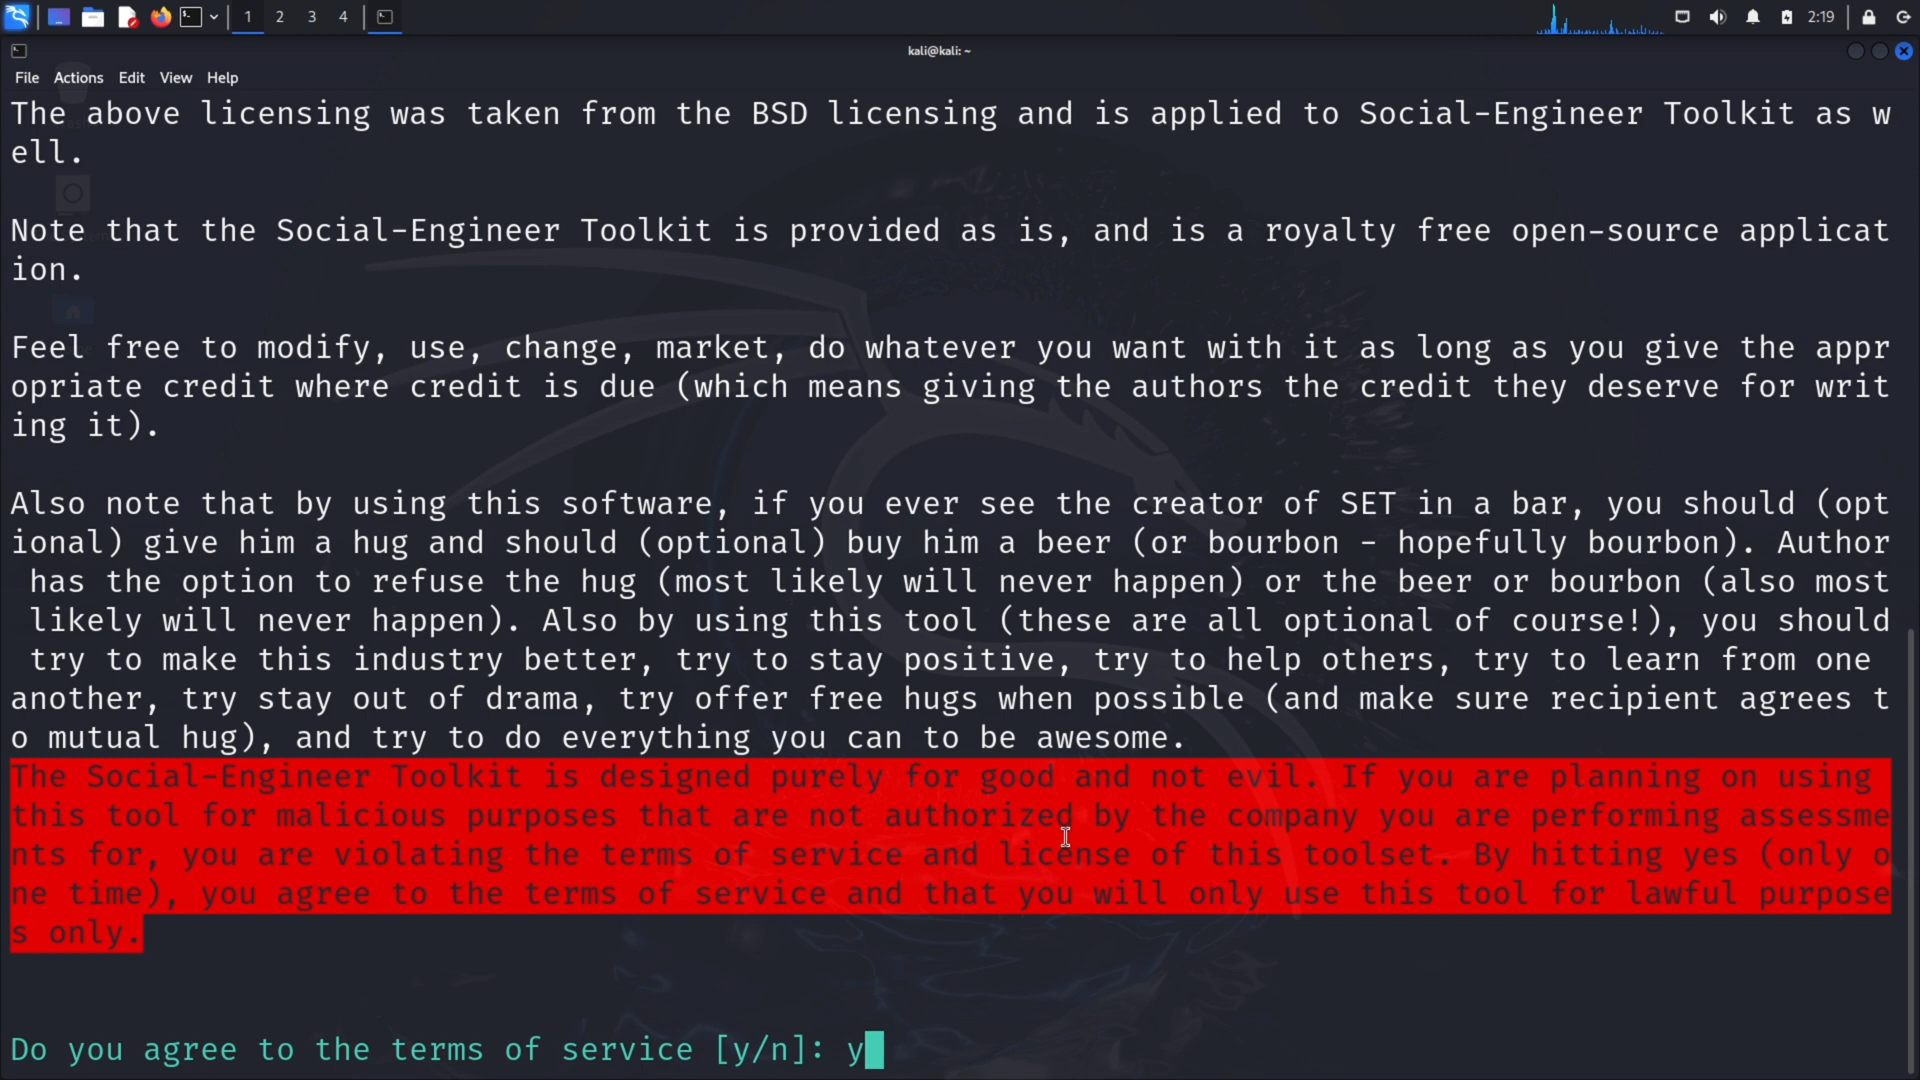 1 2 3 4
2:19
kali@kali: ~
File Actions Edit View Help
The above licensing was taken from the BSD licensing and is applied to Social-Engineer Toolkit as w
ell.
Note that the Social-Engineer Toolkit is provided as is, and is a royalty free open-source applicat
ion.
Feel free to modify, use, change, market, do whatever you want with it as long as you give the appr
opriate credit where credit is due (which means giving the authors the credit they deserve for writ
ing it).
Also note that by using this software, if you ever see the creator of SET in a bar, you should (opt
ional) give him a hug and should (optional) buy him a beer (or bourbon - hopefully bourbon). Author
has the option to refuse the hug (most likely will never happen) or the beer or bourbon (also most
likely will never happen). Also by using this tool (these are all optional of course!), you should
try to make this industry better, try to stay positive, try to help others, try to learn from one
another, try stay out of drama, try offer free hugs when possible (and make sure recipient agrees t
o mutual hug), and try to do everything you can to be awesome.
The Social-Engineer Toolkit is designed purely for good and not evil. If you are planning on using
this tool for malicious purposes that are not authorized by the company you are performing assessme
nts for, you are violating the terms of service and license of this toolset. By hitting yes (only o
ne time), you agree to the terms of service and that you will only use this tool for lawful purpose
s only.
Do you agree to the terms of service [y/n]: y